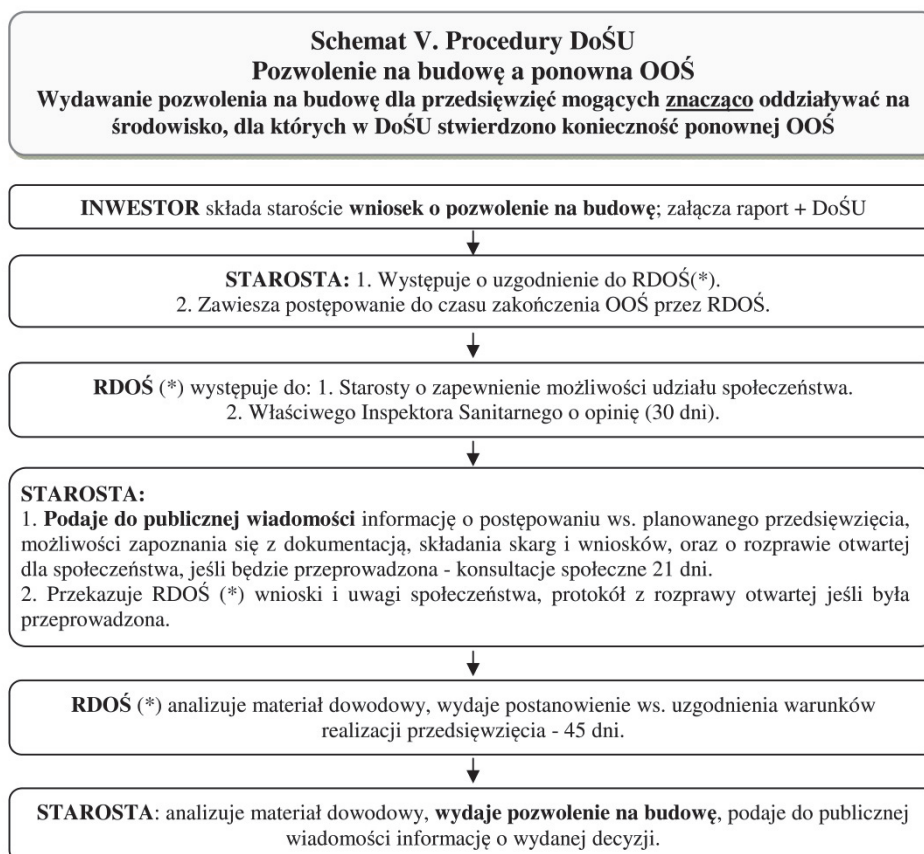 Schemat V. Procedury DoŚU
Pozwolenie na budowę a ponowna OOŚ
Wydawanie pozwolenia na budowę dla przedsięwzięć mogących znacząco oddziaływać na
środowisko, dla których w DoŚU stwierdzono konieczność ponownej OOŚ
INWESTOR składa staroście wniosek o pozwolenie na budowę; załącza raport + DoŚU
STAROSTA: 1. Występuje o uzgodnienie do RDOŚ(*).
2. Zawiesza postępowanie do czasu zakończenia OOŚ przez RDOŚ.
RDOŚ (*) występuje do: 1. Starosty o zapewnienie możliwości udziału społeczeństwa.
2. Właściwego Inspektora Sanitarnego o opinię (30 dni).
STAROSTA:
1. Podaje do publicznej wiadomości informację o postępowaniu ws. planowanego przedsięwzięcia,
możliwości zapoznania się z dokumentacją, składania skarg i wniosków, oraz o rozprawie otwartej
dla społeczeństwa, jeśli będzie przeprowadzona - konsultacje społeczne 21 dni.
2. Przekazuje RDOŚ (*) wnioski i uwagi społeczeństwa, protokół z rozprawy otwartej jeśli była
przeprowadzona.
RDOŚ (*) analizuje materiał dowodowy, wydaje postanowienie ws. uzgodnienia warunków
realizacji przedsięwzięcia - 45 dni.
STAROSTA: analizuje materiał dowodowy, wydaje pozwolenie na budowę, podaje do publicznej
wiadomości informację o wydanej decyzji.